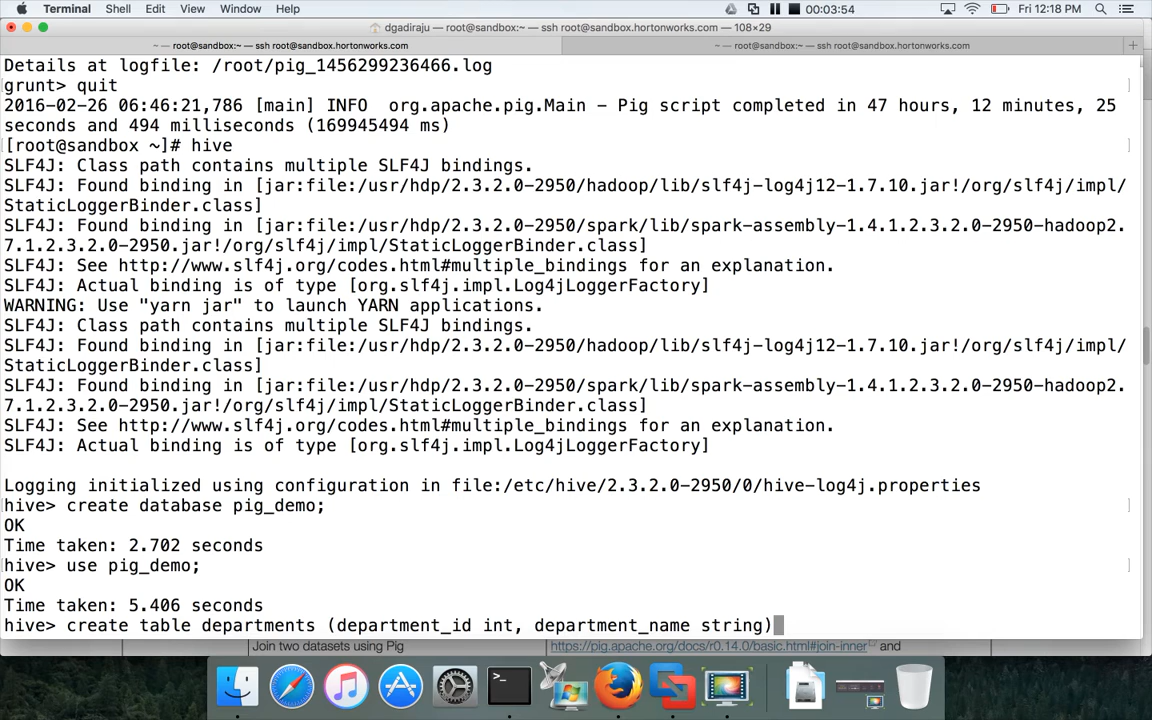 Terminal Shell Edit View Window Help 00:03:54 Fri 12:18 PM
dgadiraju — root@sandbox:~ — ssh root@sandbox.hortonworks.com — 108×29
~ — root@sandbox:~ — ssh root@sandbox.hortonworks.com ~ — root@sandbox:~ — ssh root@sandbox.hortonworks.com
Details at logfile: /root/pig_1456299236466.log
grunt> quit
2016-02-26 06:46:21,786 [main] INFO  org.apache.pig.Main - Pig script completed in 47 hours, 12 minutes, 25
seconds and 494 milliseconds (169945494 ms)
[root@sandbox ~]# hive
SLF4J: Class path contains multiple SLF4J bindings.
SLF4J: Found binding in [jar:file:/usr/hdp/2.3.2.0-2950/hadoop/lib/slf4j-log4j12-1.7.10.jar!/org/slf4j/impl/
StaticLoggerBinder.class]
SLF4J: Found binding in [jar:file:/usr/hdp/2.3.2.0-2950/spark/lib/spark-assembly-1.4.1.2.3.2.0-2950-hadoop2.
7.1.2.3.2.0-2950.jar!/org/slf4j/impl/StaticLoggerBinder.class]
SLF4J: See http://www.slf4j.org/codes.html#multiple_bindings for an explanation.
SLF4J: Actual binding is of type [org.slf4j.impl.Log4jLoggerFactory]
WARNING: Use "yarn jar" to launch YARN applications.
SLF4J: Class path contains multiple SLF4J bindings.
SLF4J: Found binding in [jar:file:/usr/hdp/2.3.2.0-2950/hadoop/lib/slf4j-log4j12-1.7.10.jar!/org/slf4j/impl/
StaticLoggerBinder.class]
SLF4J: Found binding in [jar:file:/usr/hdp/2.3.2.0-2950/spark/lib/spark-assembly-1.4.1.2.3.2.0-2950-hadoop2.
7.1.2.3.2.0-2950.jar!/org/slf4j/impl/StaticLoggerBinder.class]
SLF4J: See http://www.slf4j.org/codes.html#multiple_bindings for an explanation.
SLF4J: Actual binding is of type [org.slf4j.impl.Log4jLoggerFactory]
Logging initialized using configuration in file:/etc/hive/2.3.2.0-2950/0/hive-log4j.properties
hive> create database pig_demo;
OK
Time taken: 2.702 seconds
hive> use pig_demo;
OK
Time taken: 5.406 seconds
hive> create table departments (department_id int, department_name string)
Join two datasets using Pig https://pig.apache.org/docs/r0.14.0/basic.html#join-inner and